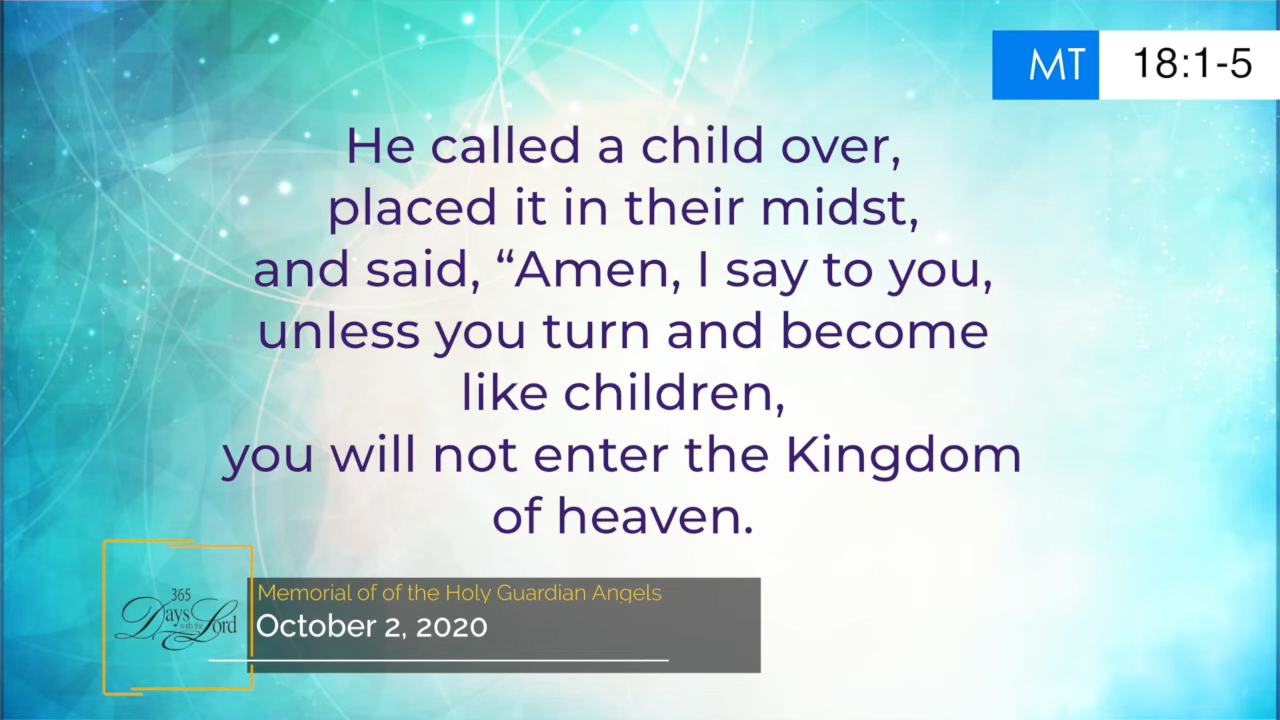 MT 18:1-5
He called a child over,
placed it in their midst,
and said, “Amen, I say to you,
unless you turn and become
like children,
you will not enter the Kingdom
of heaven.
365
Days with the Lord
Memorial of of the Holy Guardian Angels
October 2, 2020